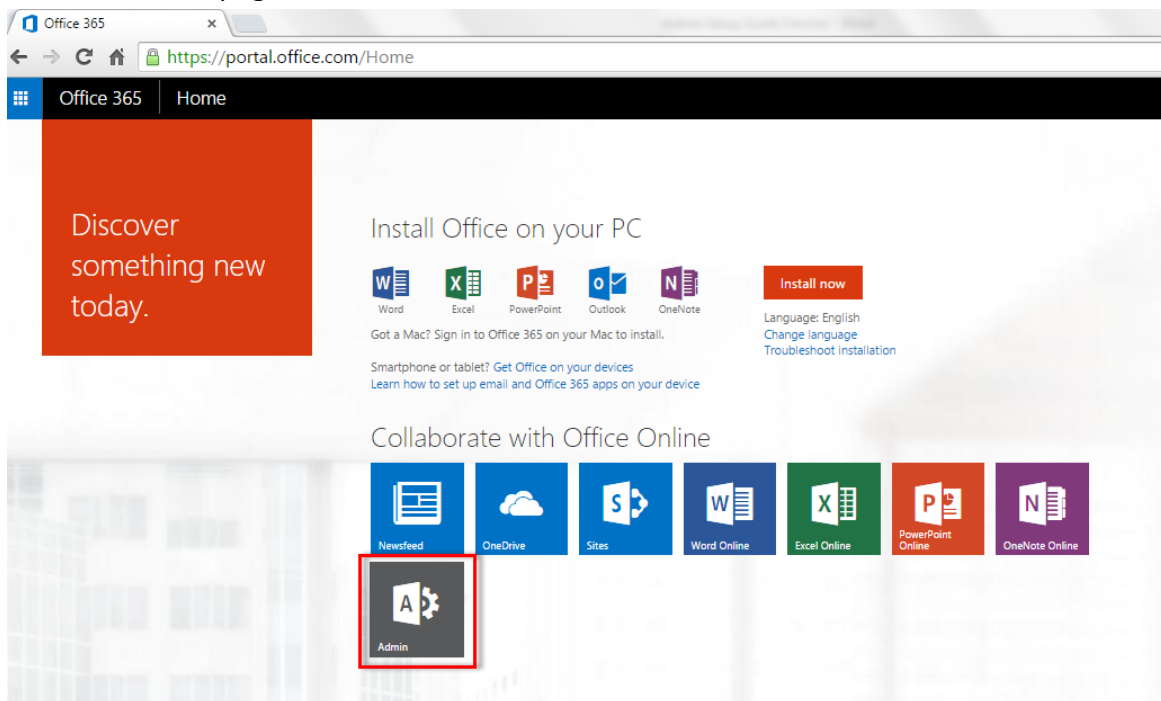 Office 365
https://portal.office.com/Home
Office 365 Home
Discover
something new
today.
Install Office on your PC
Word Excel PowerPoint Outlook OneNote
Got a Mac? Sign in to Office 365 on your Mac to install.
Smartphone or tablet? Get Office on your devices
Learn how to set up email and Office 365 apps on your device
Install now
Language: English
Change language
Troubleshoot installation
Collaborate with Office Online
Newsfeed
OneDrive
Sites
Word Online
Excel Online
PowerPoint
Online
OneNote Online
Admin